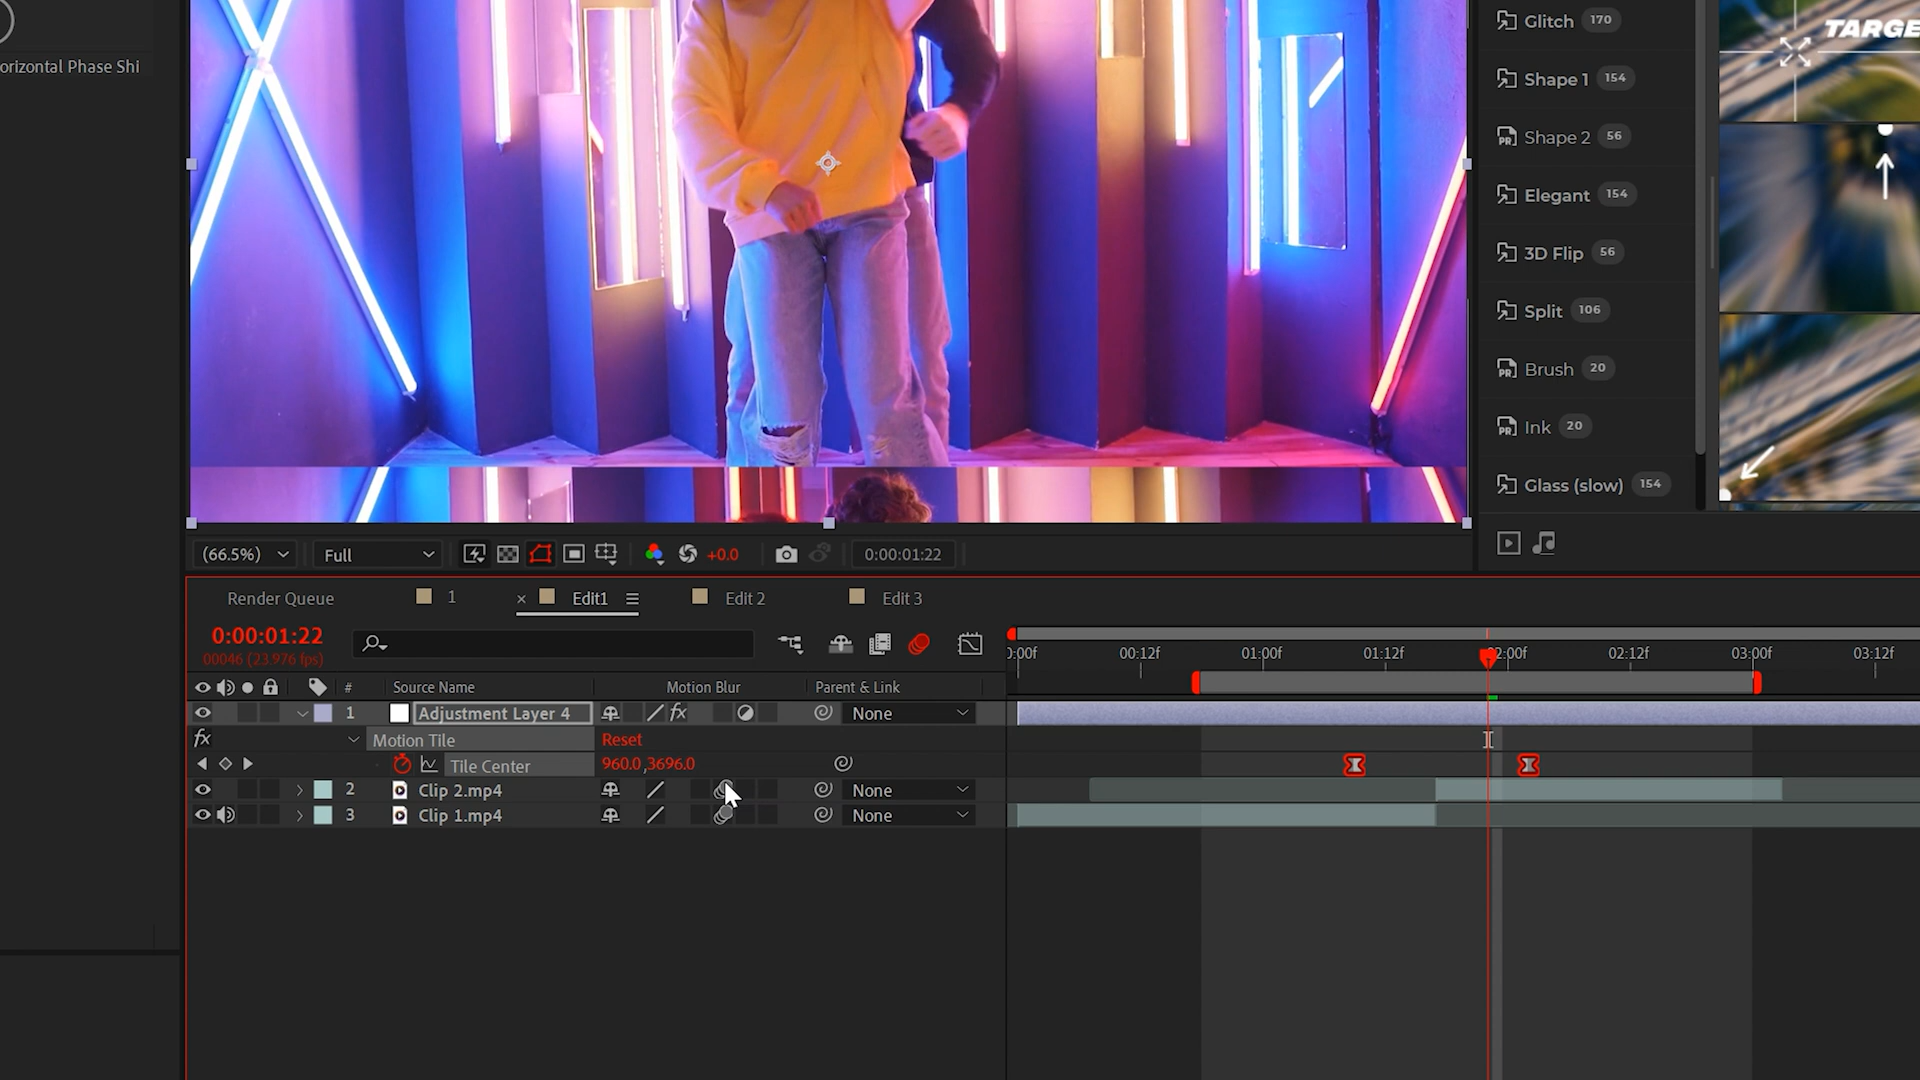 orizontal Phase Shi
Glitch 170
Shape 1 154
Shape 2 56
Elegant 154
3D Flip 56
Split 106
Brush 20
Ink 20
Glass (slow) 154
TARGE
(66.5%) Full +0.0 0:00:01:22
Render Queue 1 × Edit1 Edit 2 Edit 3
0:00:01:22
00046 (23.976 fps)
0:00f 00:12f 01:00f 01:12f 02:00f 02:12f 03:00f 03:12f
# Source Name Motion Blur Parent & Link
1 Adjustment Layer 4 fx None
fx Motion Tile Reset
Tile Center 960.0,3696.0
2 Clip 2.mp4 None
3 Clip 1.mp4 None